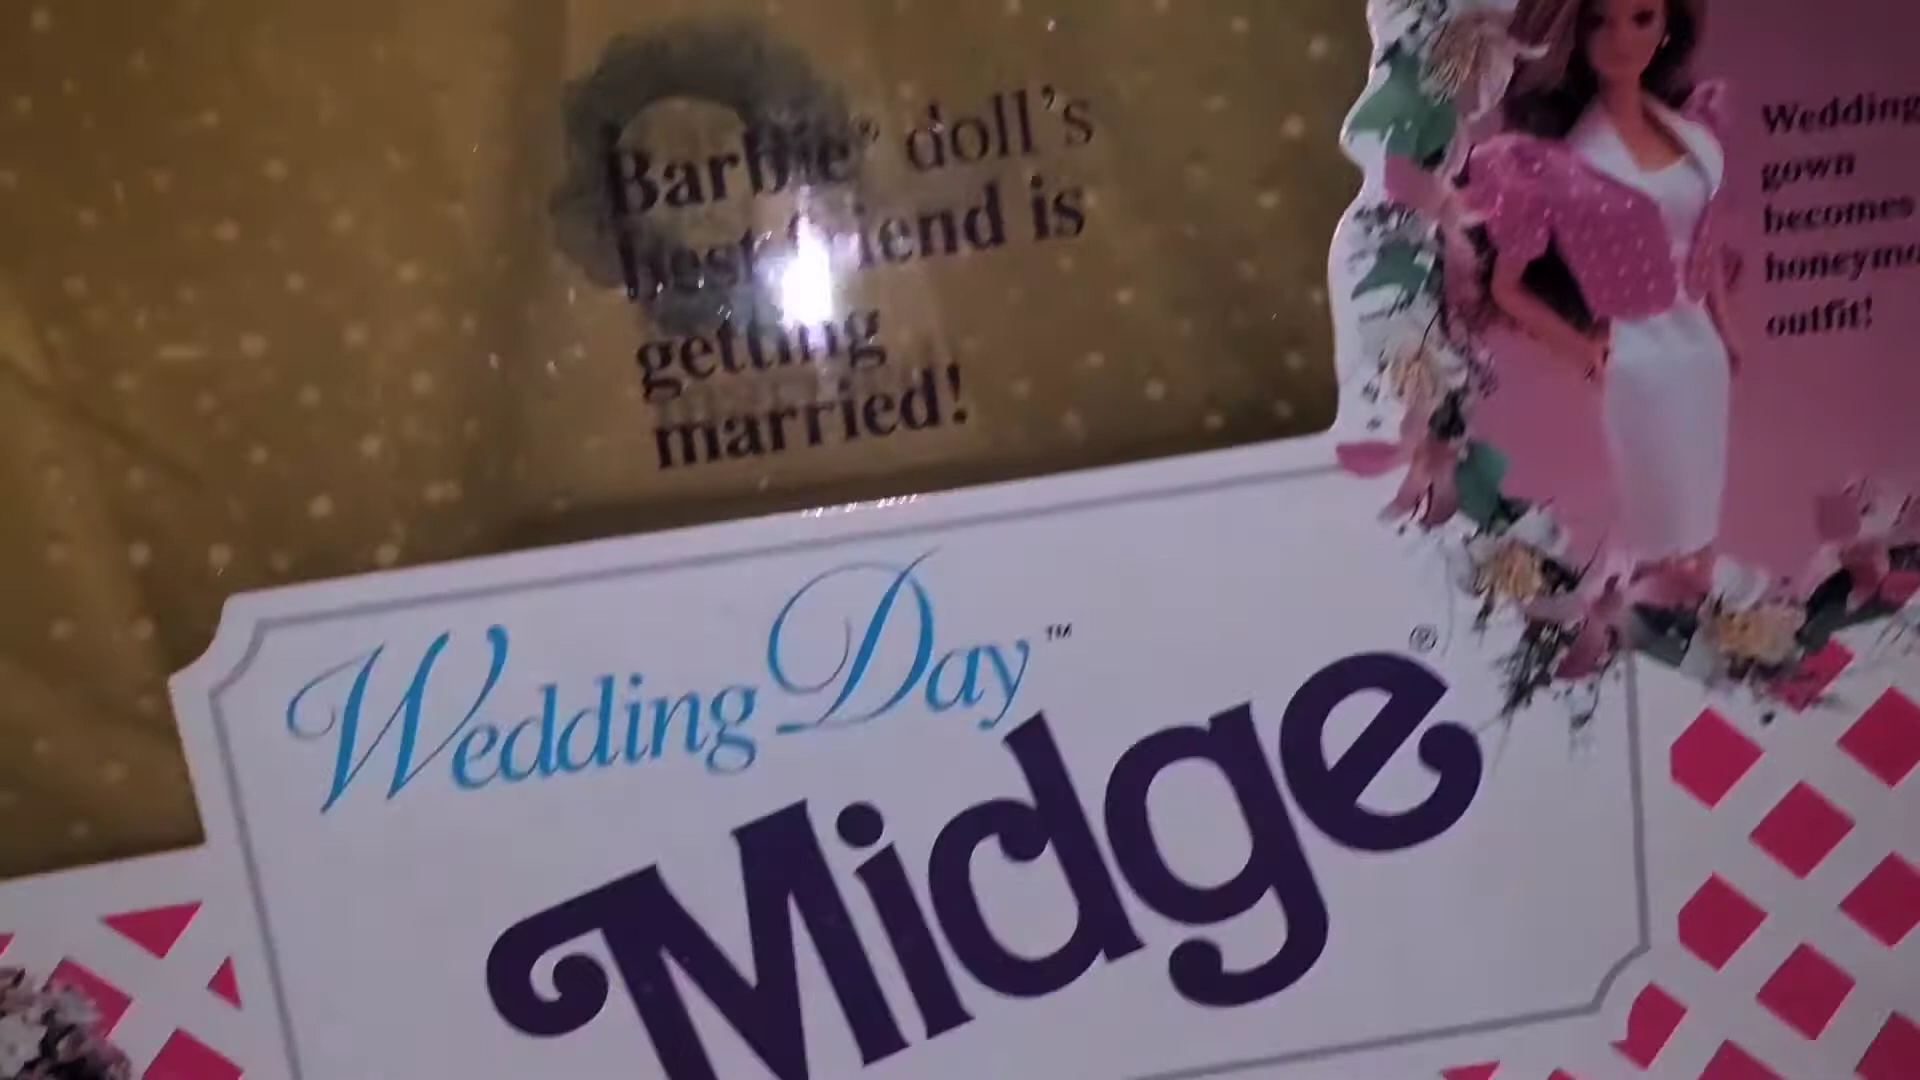 Barbie® doll's
best friend is
getting
married!
Wedding
gown
becomes
outfit!
Wedding Day™
Midge®